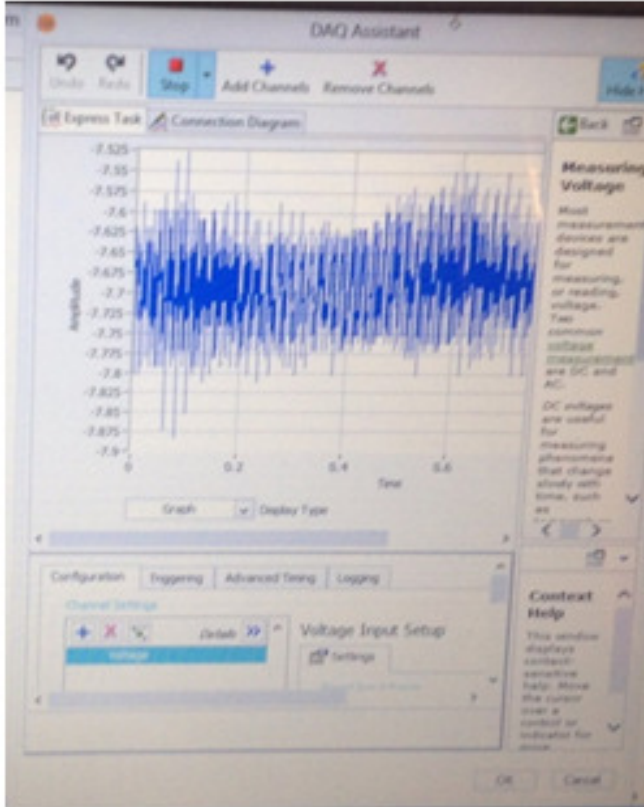 m
DAQ Assistant
Undo Redo Stop Add Channels Remove Channels
Hide H
Express Task Connection Diagram
Back
-7.525
-7.55
-7.575
-7.6
-7.625
-7.65
-7.675
-7.7
-7.725
-7.75
-7.775
-7.8
-7.825
-7.85
-7.875
-7.9
Amplitude
0 0.2 0.4 0.6
Time
Graph Display Type
Measuring
Voltage
Most
measurement
devices are
designed
for
measuring,
or reading,
voltage.
Two
common
voltage
measurement
are DC and
AC.
DC voltages
are useful
for
measuring
phenomena
that change
slowly with
time, such
as
Configuration Triggering Advanced Timing Logging
Channel Settings
Details
Voltage
Voltage Input Setup
Settings
Context
Help
This window
displays
context-
sensitive
help. Move
the cursor
over a
control or
indicator for
more
OK Cancel